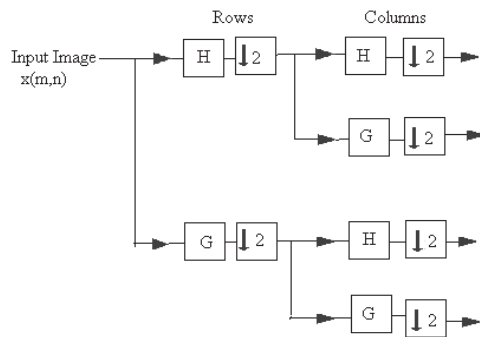 Rows Columns
Input Image H ↓2 H ↓2
x(m,n)
G ↓2
G ↓2 H ↓2
G ↓2